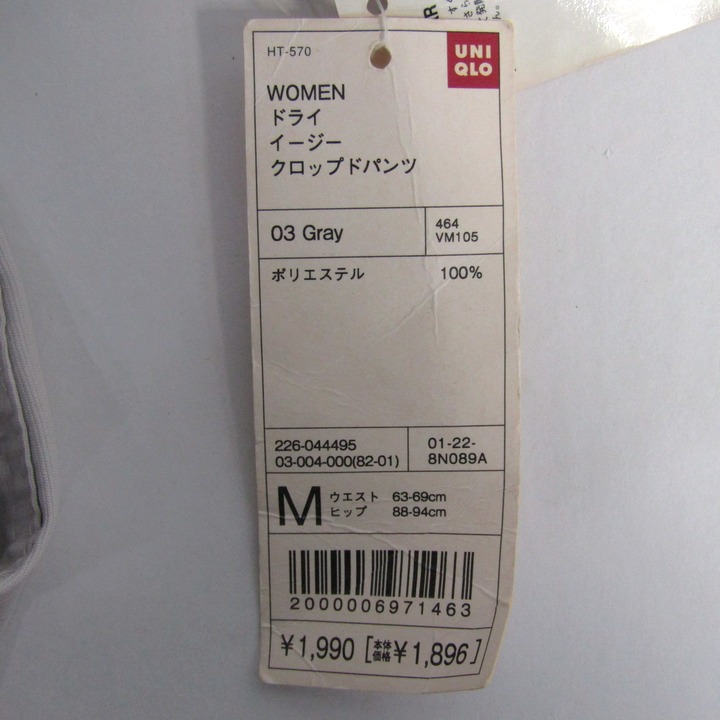 HT-570
UNI
QLO
WOMEN
ドライ
イージー
クロップドパンツ
03 Gray
464
VM105
ポリエステル 100%
226-044495
03-004-000(82-01)
01-22-
8N089A
M
ウエスト 63-69cm
ヒップ 88-94cm
2000006971463
¥1,990 [本体価格¥1,896]